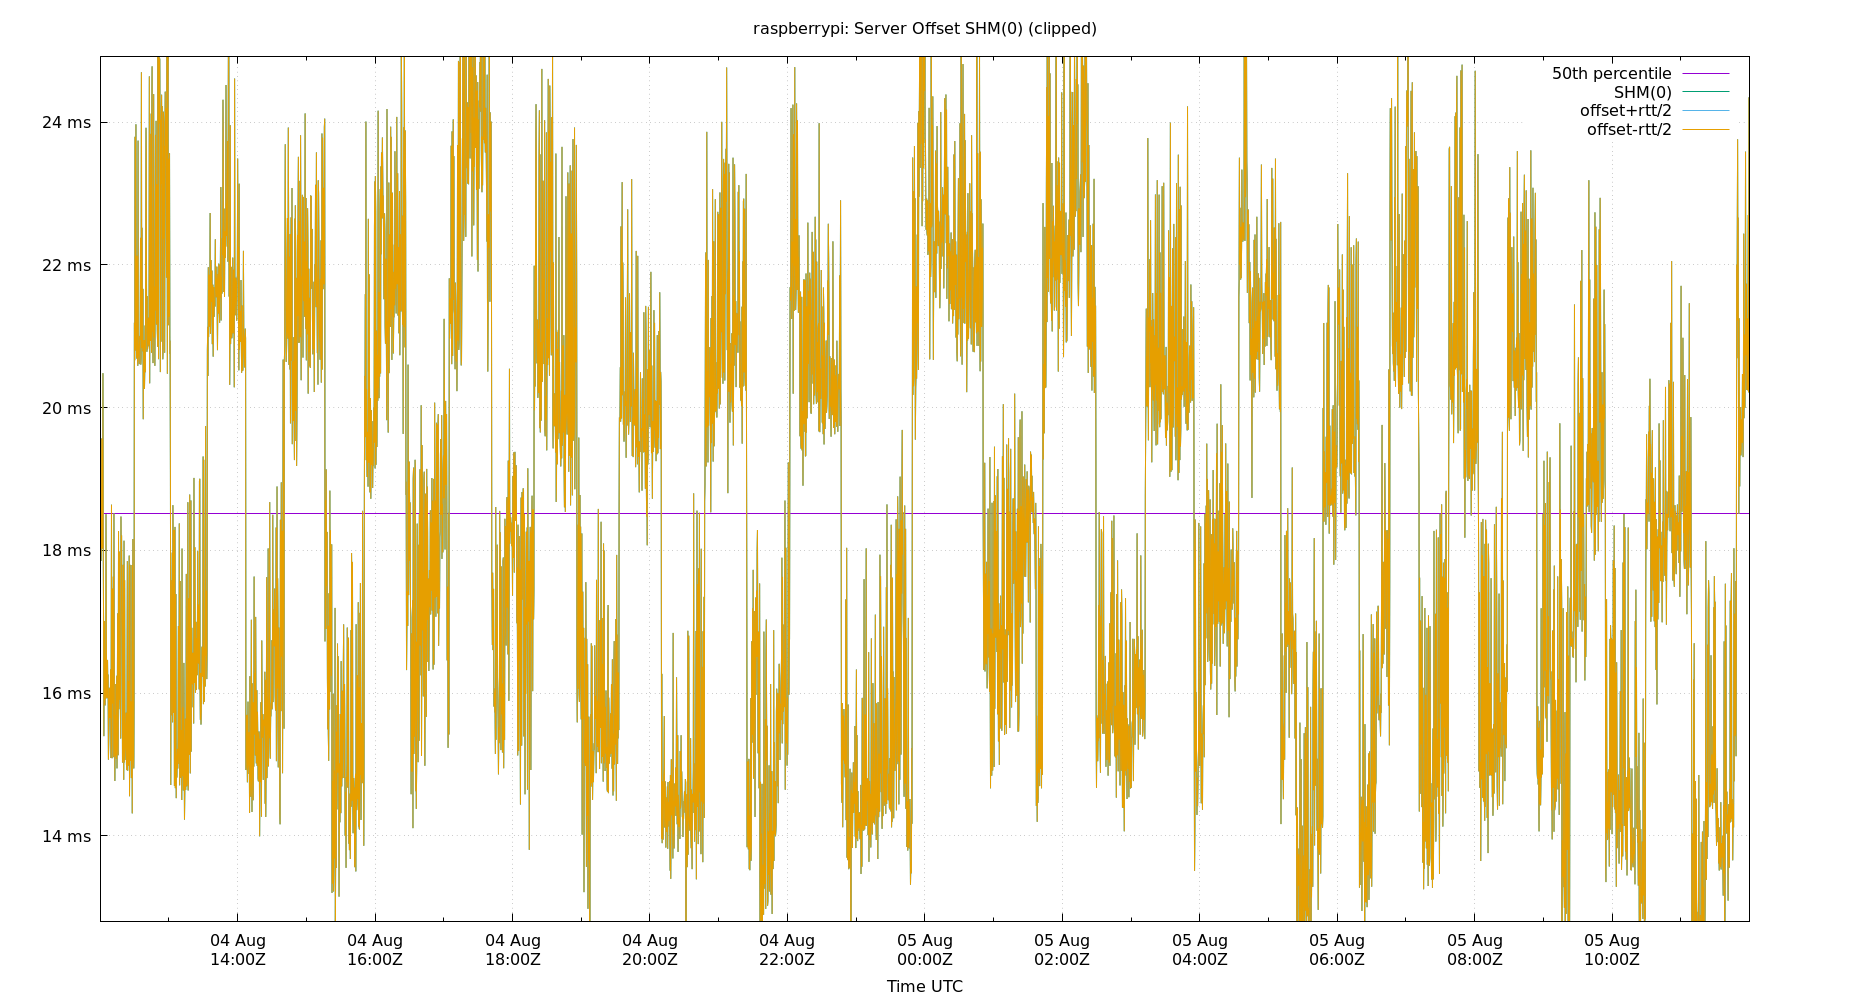 raspberrypi: Server Offset SHM(0) (clipped)
50th percentile
SHM(0)
offset+rtt/2
offset-rtt/2
24 ms
22 ms
20 ms
18 ms
16 ms
14 ms
04 Aug 04 Aug 04 Aug 04 Aug 04 Aug 05 Aug 05 Aug 05 Aug 05 Aug 05 Aug 05 Aug
14:00Z 16:00Z 18:00Z 20:00Z 22:00Z 00:00Z 02:00Z 04:00Z 06:00Z 08:00Z 10:00Z
Time UTC